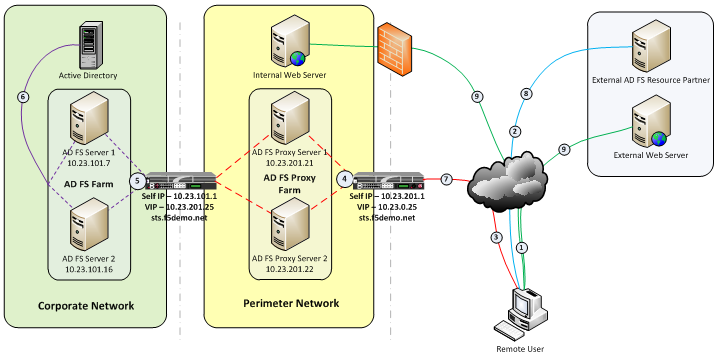 Active Directory
6
AD FS Server 1
10.23.101.7
AD FS Farm
AD FS Server 2
10.23.101.16
Corporate Network
5
Self IP – 10.23.101.1
VIP – 10.23.201.25
sts.f5demo.net
Internal Web Server
AD FS Proxy Server 1
10.23.201.21
AD FS Proxy
Farm
AD FS Proxy Server 2
10.23.201.22
Perimeter Network
4
Self IP – 10.23.201.1
VIP – 10.23.0.25
sts.f5demo.net
7
9
8
2
9
3
1
External AD FS Resource Partner
External Web Server
Remote User